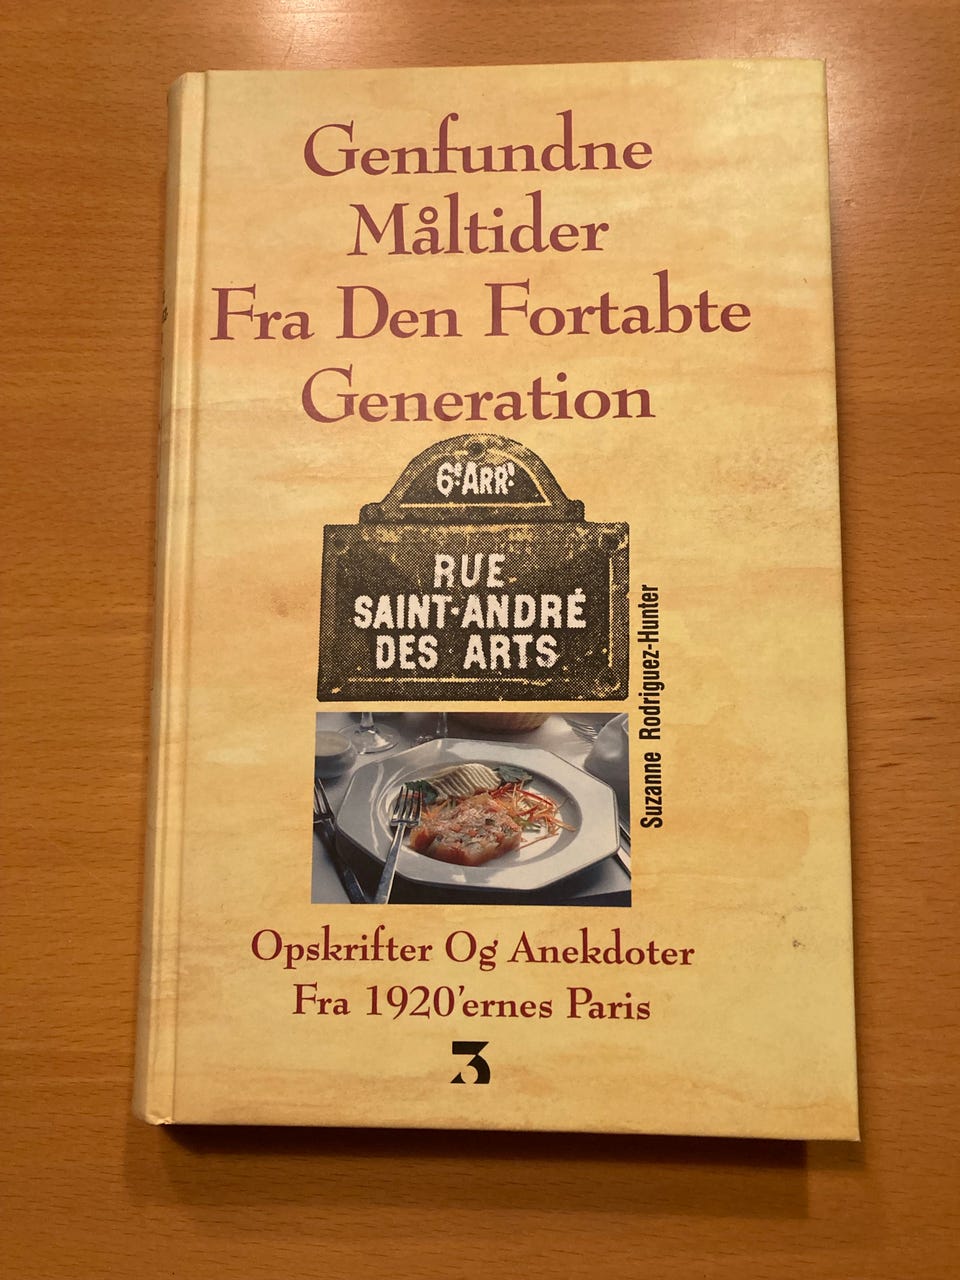 Genfundne
Måltider
Fra Den Fortabte
Generation
6e ARRt
RUE
SAINT-ANDRÉ
DES ARTS
Suzanne Rodriguez-Hunter
Opskrifter Og Anekdoter
Fra 1920'ernes Paris
3